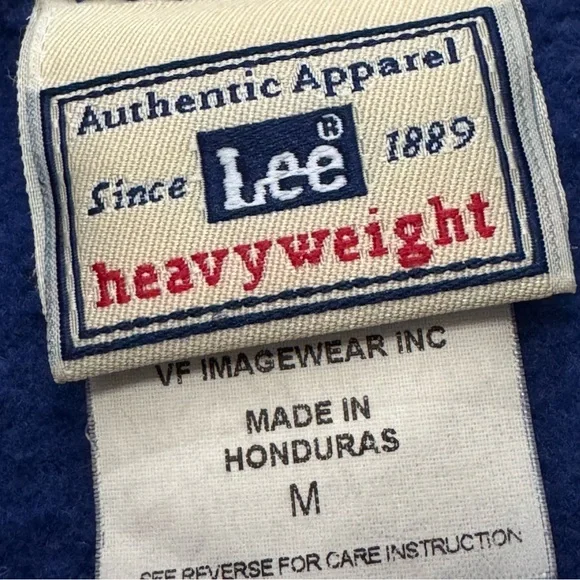 Authentic Apparel
Since Lee® 1889
heavyweight
VF IMAGEWEAR INC
MADE IN
HONDURAS
M
SEE REVERSE FOR CARE INSTRUCTION